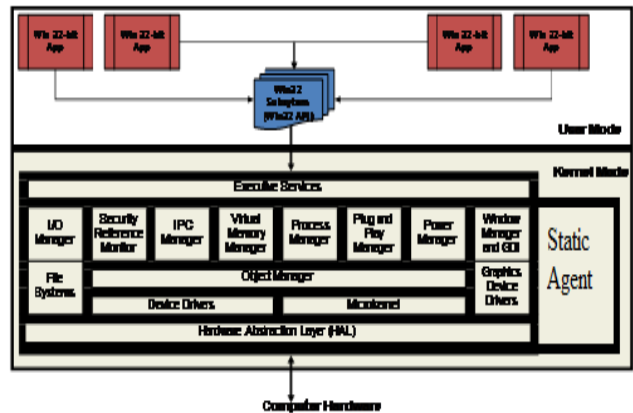 Win 32-bit
App
Win 32-bit
App
Win 32-bit
App
Win 32-bit
App
Win32
Subsytem
(Win32 API)
User Mode
Kernel Mode
Executive Services
I/O
Manager
Security
Reference
Monitor
IPC
Manager
Virtual
Memory
Manager
Process
Manager
Plug and
Play
Manager
Power
Manager
Window
Manager
and GDI
Static
Agent
File
Systems
Object Manager
Graphics
Device
Drivers
Device Drivers
Microkernel
Hardware Abstraction Layer (HAL)
Computer Hardware